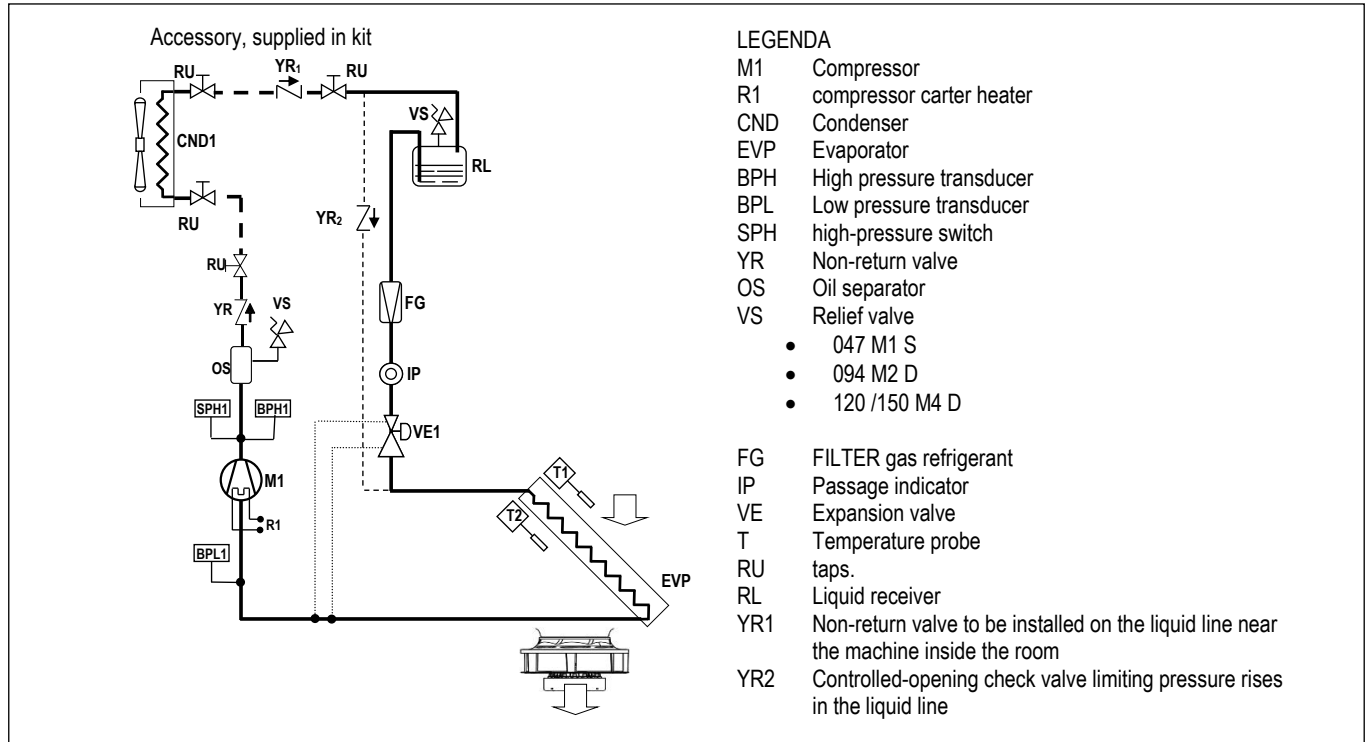 Accessory, supplied in kit
RU
YR1
RU
VS
CND1
RL
RU
YR2
RU
YR
VS
FG
OS
IP
SPH1
BPH1
VE1
M1
T1
R1
T2
BPL1
EVP
LEGENDA
M1 Compressor
R1 compressor carter heater
CND Condenser
EVP Evaporator
BPH High pressure transducer
BPL Low pressure transducer
SPH high-pressure switch
YR Non-return valve
OS Oil separator
VS Relief valve
• 047 M1 S
• 094 M2 D
• 120 /150 M4 D
FG FILTER gas refrigerant
IP Passage indicator
VE Expansion valve
T Temperature probe
RU taps.
RL Liquid receiver
YR1 Non-return valve to be installed on the liquid line near
the machine inside the room
YR2 Controlled-opening check valve limiting pressure rises
in the liquid line